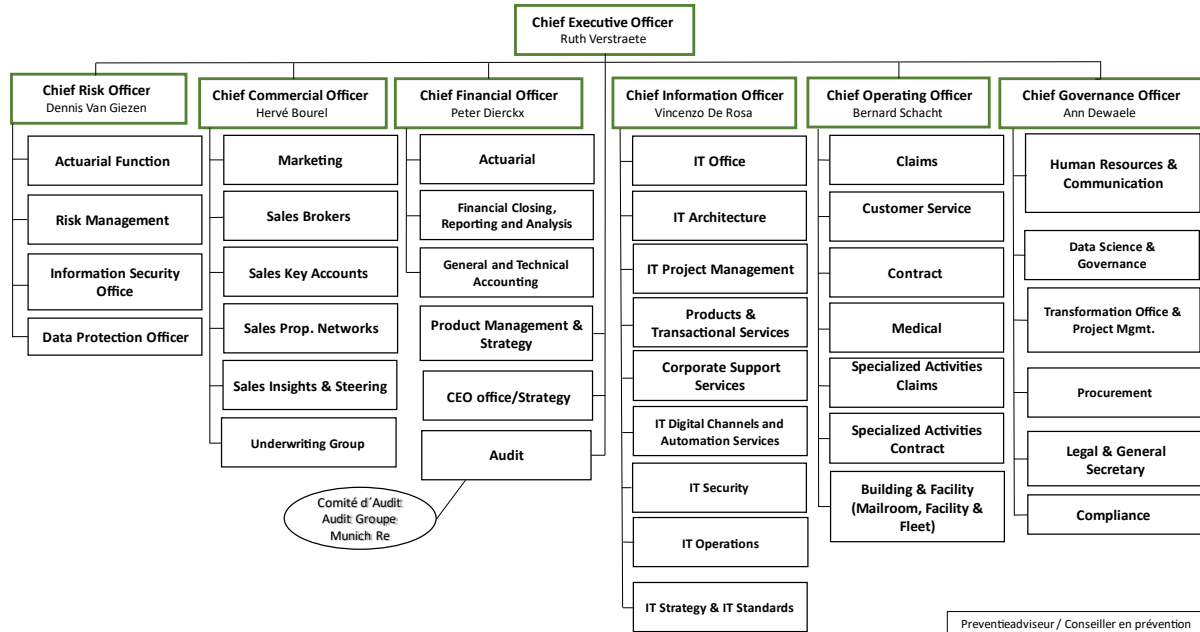 Chief Executive Officer
Ruth Verstraete
Chief Risk Officer
Dennis Van Giezen
Actuarial Function
Risk Management
Information Security
Office
Data Protection Officer
Chief Commercial Officer
Hervé Bourel
Marketing
Sales Brokers
Sales Key Accounts
Sales Prop. Networks
Sales Insights & Steering
Underwriting Group
Chief Financial Officer
Peter Dierckx
Actuarial
Financial Closing,
Reporting and Analysis
General and Technical
Accounting
Product Management &
Strategy
CEO office/Strategy
Audit
Comité d´Audit
Audit Groupe
Munich Re
Chief Information Officer
Vincenzo De Rosa
IT Office
IT Architecture
IT Project Management
Products &
Transactional Services
Corporate Support
Services
IT Digital Channels and
Automation Services
IT Security
IT Operations
IT Strategy & IT Standards
Chief Operating Officer
Bernard Schacht
Claims
Customer Service
Contract
Medical
Specialized Activities
Claims
Specialized Activities
Contract
Building & Facility
(Mailroom, Facility &
Fleet)
Chief Governance Officer
Ann Dewaele
Human Resources &
Communication
Data Science &
Governance
Transformation Office &
Project Mgmt.
Procurement
Legal & General
Secretary
Compliance
Preventieadviseur / Conseiller en prévention